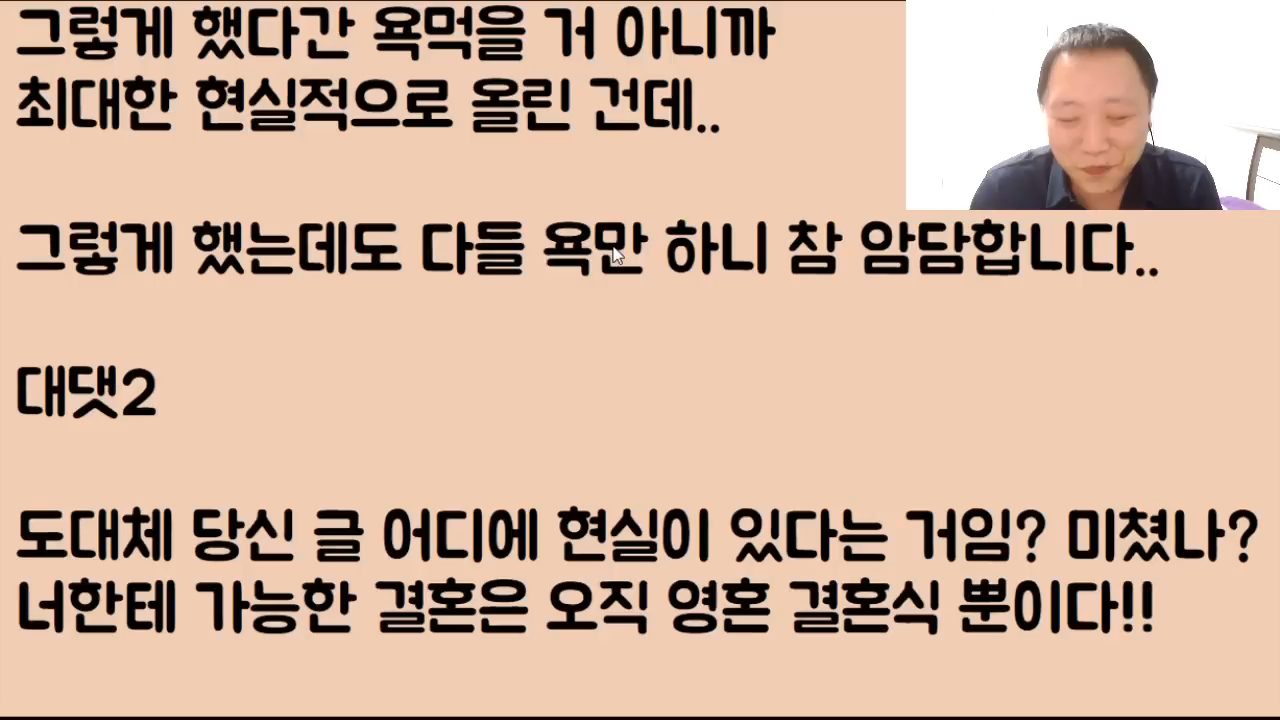 그렇게 했다간 욕먹을 거 아니까
최대한 현실적으로 올린 건데..
그렇게 했는데도 다들 욕만 하니 참 암담합니다..
대댓2
도대체 당신 글 어디에 현실이 있다는 거임? 미쳤나?
너한테 가능한 결혼은 오직 영혼 결혼식 뿐이다!!